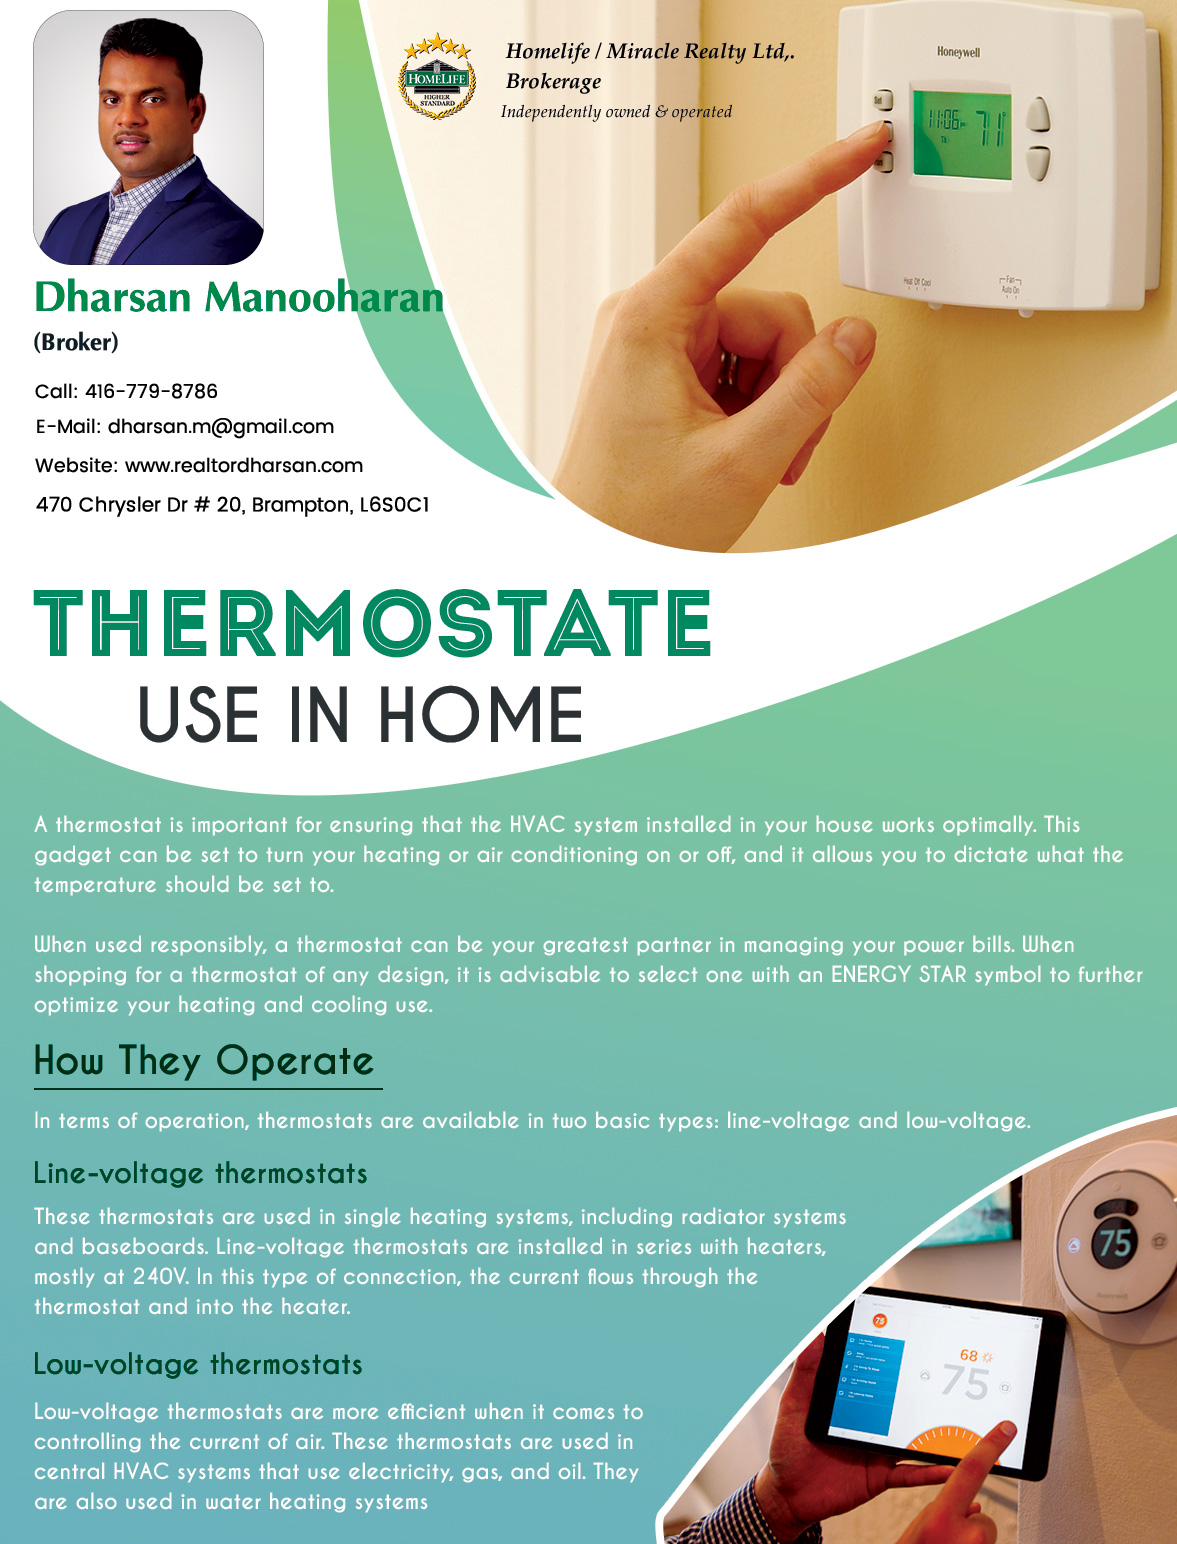 HOMELIFE
HIGHER
STANDARD
Homelife / Miracle Realty Ltd,.
Brokerage
Independently owned & operated
Honeywell
11:06
71°
Heat Off Cool
Fan
Auto On
Dharsan Manooharan
(Broker)
Call: 416-779-8786
E-Mail: dharsan.m@gmail.com
Website: www.realtordharsan.com
470 Chrysler Dr # 20, Brampton, L6S0C1
THERMOSTATE
USE IN HOME
A thermostat is important for ensuring that the HVAC system installed in your house works optimally. This
gadget can be set to turn your heating or air conditioning on or off, and it allows you to dictate what the
temperature should be set to.
When used responsibly, a thermostat can be your greatest partner in managing your power bills. When
shopping for a thermostat of any design, it is advisable to select one with an ENERGY STAR symbol to further
optimize your heating and cooling use.
How They Operate
In terms of operation, thermostats are available in two basic types: line-voltage and low-voltage.
Line-voltage thermostats
These thermostats are used in single heating systems, including radiator systems
and baseboards. Line-voltage thermostats are installed in series with heaters,
mostly at 240V. In this type of connection, the current flows through the
thermostat and into the heater.
Low-voltage thermostats
Low-voltage thermostats are more efficient when it comes to
controlling the current of air. These thermostats are used in
central HVAC systems that use electricity, gas, and oil. They
are also used in water heating systems
75
Honeywell
75
68
75